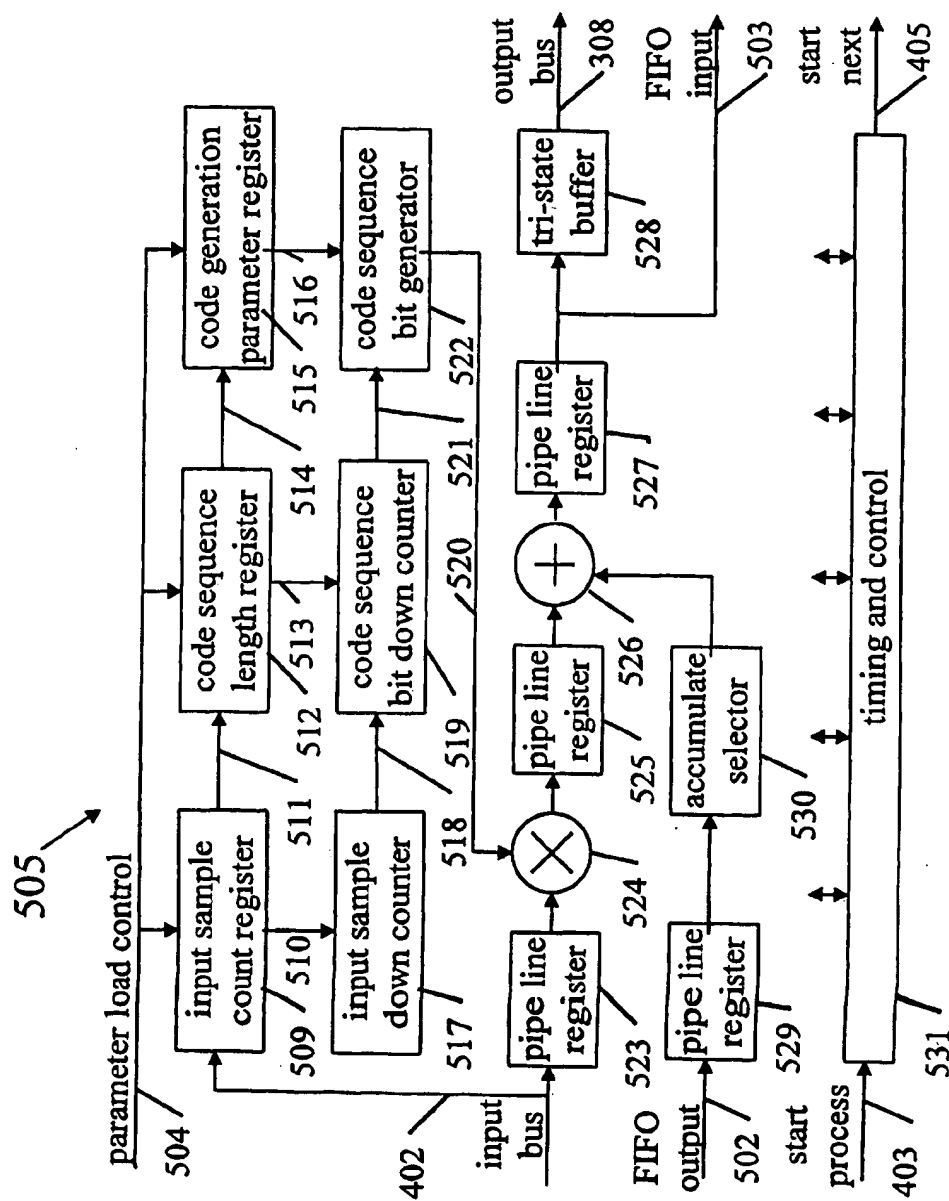 505
parameter load control
504
input sample
count register
509
510
511
code sequence
length register
512
513
514
code generation
parameter register
515
516
input sample
down counter
517
518
code sequence
bit down counter
519
520
521
code sequence
bit generator
522
402
input
bus
pipe line
register
523
524
pipe line
register
525
526
pipe line
register
527
tri-state
buffer
528
output
bus
308
FIFO
input
503
FIFO
output
502
pipe line
register
529
accumulate
selector
530
start
process
403
timing and control
531
start
next
405